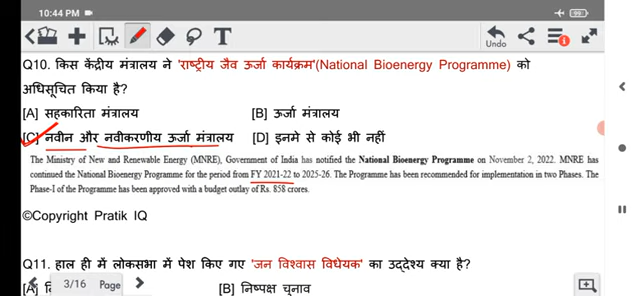 10:44 PM
Undo
Q10. किस केंद्रीय मंत्रालय ने 'राष्ट्रीय जैव ऊर्जा कार्यक्रम'(National Bioenergy Programme) को
अधिसूचित किया है?
[A] सहकारिता मंत्रालय [B] ऊर्जा मंत्रालय
[C] नवीन और नवीकरणीय ऊर्जा मंत्रालय [D] इनमे से कोई भी नहीं
The Ministry of New and Renewable Energy (MNRE), Government of India has notified the National Bioenergy Programme on November 2, 2022. MNRE has
continued the National Bioenergy Programme for the period from FY 2021-22 to 2025-26. The Programme has been recommended for implementation in two Phases. The
Phase-I of the Programme has been approved with a budget outlay of Rs. 858 crores.
©Copyright Pratik IQ
Q11. हाल ही में लोकसभा में पेश किए गए 'जन विश्वास विधेयक' का उद्देश्य क्या है?
[A] [B] निष्पक्ष चुनाव
3/16 Page